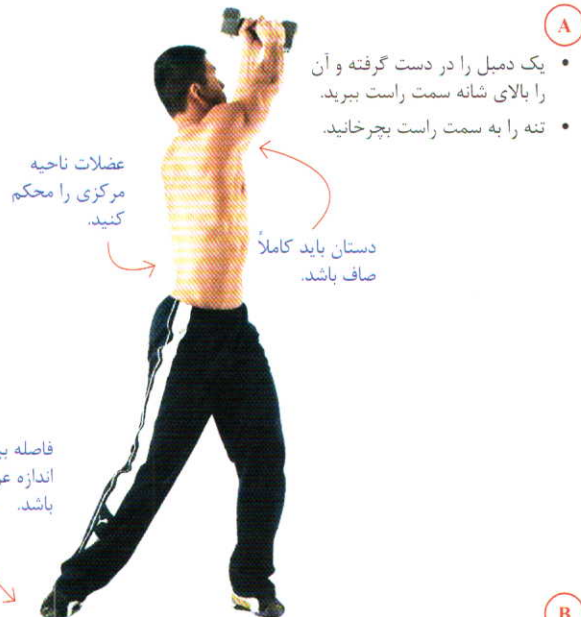 A
• یک دمبل را در دست گرفته و آن
را بالای شانه سمت راست ببرید.
• تنه را به سمت راست بچرخانید.
عضلات ناحیه
مرکزی را محکم
کنید.
دستان باید کاملاً
صاف باشد.
فاصله
اندازه
باشد.
B